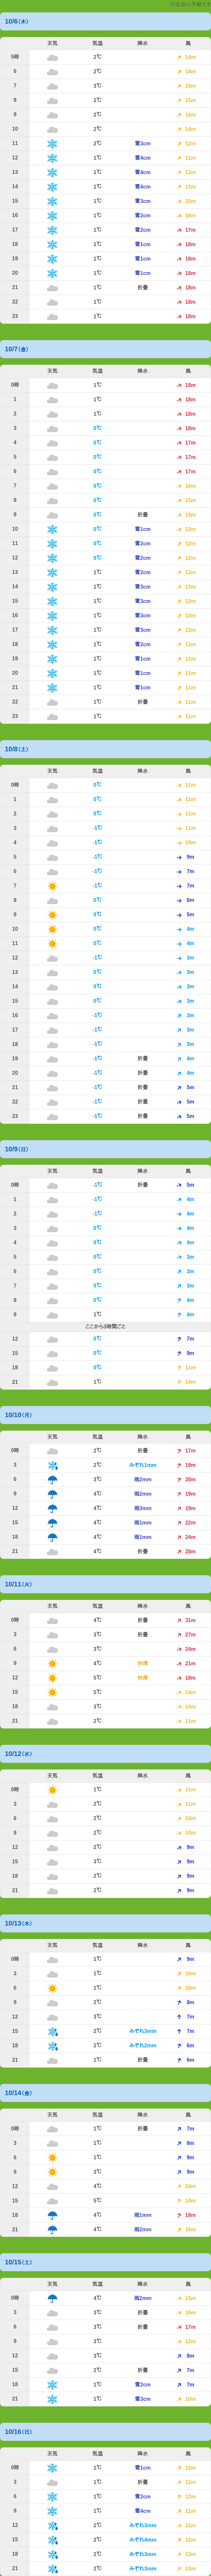 10/6(木)
天気 気温 降水 風
5時 2℃ 14m
6 2℃ 14m
7 3℃ 15m
8 2℃ 15m
9 2℃ 16m
10 2℃ 14m
11 2℃ 雪3cm 12m
12 1℃ 雪4cm 11m
13 1℃ 雪4cm 12m
14 1℃ 雪4cm 13m
15 1℃ 雪3cm 15m
16 1℃ 雪2cm 16m
17 1℃ 雪2cm 17m
18 1℃ 雪1cm 18m
19 1℃ 雪1cm 18m
20 1℃ 雪1cm 18m
21 1℃ 折畳 18m
22 1℃ 18m
23 1℃ 18m
10/7(金)
天気 気温 降水 風
0時 1℃ 18m
1 1℃ 18m
2 1℃ 18m
3 0℃ 18m
4 0℃ 17m
5 0℃ 17m
6 0℃ 17m
7 0℃ 16m
8 0℃ 15m
9 0℃ 折畳 15m
10 0℃ 雪1cm 13m
11 0℃ 雪2cm 12m
12 0℃ 雪2cm 12m
13 1℃ 雪2cm 12m
14 1℃ 雪3cm 13m
15 1℃ 雪3cm 13m
16 1℃ 雪3cm 13m
17 1℃ 雪3cm 13m
18 1℃ 雪2cm 12m
19 1℃ 雪1cm 12m
20 1℃ 雪1cm 11m
21 1℃ 雪1cm 11m
22 1℃ 折畳 11m
23 1℃ 11m
10/8(土)
天気 気温 降水 風
0時 0℃ 11m
1 0℃ 11m
2 0℃ 11m
3 -1℃ 11m
4 -1℃ 10m
5 -1℃ 9m
6 -1℃ 7m
7 -1℃ 7m
8 0℃ 6m
9 0℃ 5m
10 0℃ 4m
11 0℃ 4m
12 -1℃ 3m
13 0℃ 3m
14 0℃ 3m
15 0℃ 3m
16 -1℃ 3m
17 -1℃ 3m
18 -1℃ 3m
19 -1℃ 折畳 4m
20 -1℃ 折畳 4m
21 -1℃ 折畳 5m
22 -1℃ 折畳 5m
23 -1℃ 折畳 5m
10/9(日)
天気 気温 降水 風
0時 -1℃ 折畳 5m
1 -1℃ 4m
2 -1℃ 4m
3 0℃ 4m
4 0℃ 4m
5 0℃ 3m
6 0℃ 3m
7 0℃ 3m
8 0℃ 4m
9 1℃ 4m
ここから3時間ごと
12 0℃ 7m
15 0℃ 9m
18 0℃ 11m
21 1℃ 14m
10/10(月)
天気 気温 降水 風
0時 2℃ 折畳 17m
3 2℃ みぞれ1mm 19m
6 3℃ 雨2mm 20m
9 4℃ 雨2mm 19m
12 4℃ 雨3mm 19m
15 4℃ 雨1mm 22m
18 4℃ 雨1mm 24m
21 4℃ 折畳 28m
10/11(火)
天気 気温 降水 風
0時 4℃ 折畳 31m
3 3℃ 折畳 27m
6 3℃ 24m
9 4℃ 21m
12 5℃ 18m
15 5℃ 14m
18 3℃ 10m
21 2℃ 11m
10/12(水)
天気 気温 降水 風
0時 1℃ 11m
3 2℃ 11m
6 2℃ 10m
9 2℃ 10m
12 2℃ 9m
15 3℃ 9m
18 2℃ 9m
21 2℃ 9m
10/13(木)
天気 気温 降水 風
0時 1℃ 9m
3 1℃ 10m
6 1℃ 10m
9 2℃ 8m
12 3℃ 7m
15 2℃ みぞれ3mm 7m
18 2℃ みぞれ2mm 6m
21 1℃ 折畳 6m
10/14(金)
天気 気温 降水 風
0時 1℃ 折畳 7m
3 1℃ 8m
6 1℃ 9m
9 3℃ 9m
12 4℃ 10m
15 5℃ 14m
18 4℃ 雨1mm 18m
21 4℃ 雨2mm 15m
10/15(土)
天気 気温 降水 風
0時 4℃ 雨2mm 15m
3 3℃ 折畳 16m
6 3℃ 折畳 17m
9 3℃ 12m
12 3℃ 8m
15 2℃ 折畳 7m
18 1℃ 雪2cm 7m
21 1℃ 雪3cm 10m
10/16(日)
天気 気温 降水 風
0時 1℃ 雪1cm 13m
3 1℃ 折畳 12m
6 1℃ 雪2cm 12m
9 1℃ 雪4cm 11m
12 2℃ みぞれ3mm 11m
15 2℃ みぞれ4mm 12m
18 2℃ みぞれ3mm 13m
21 2℃ みぞれ3mm 13m